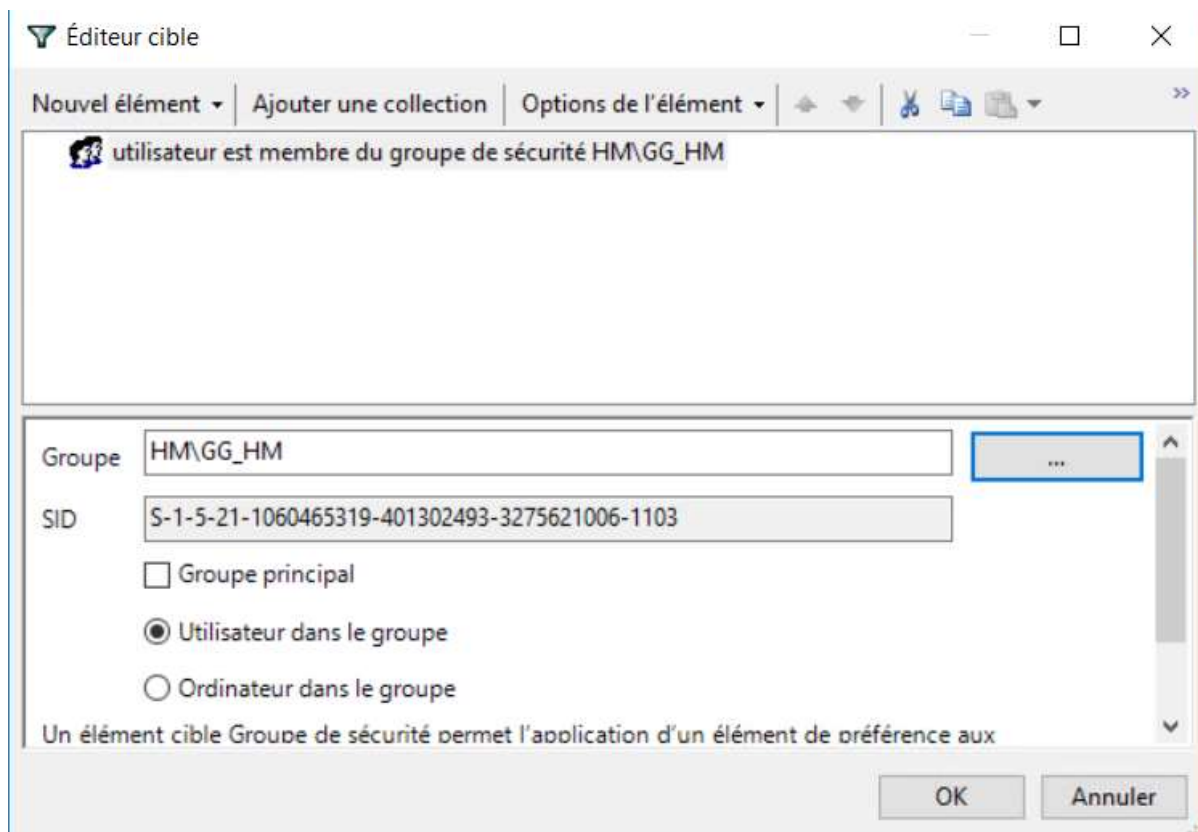 Éditeur cible
Nouvel élément Ajouter une collection Options de l'élément
utilisateur est membre du groupe de sécurité HM\GG_HM
Groupe HM\GG_HM ...
SID S-1-5-21-1060465319-401302493-3275621006-1103
Groupe principal
Utilisateur dans le groupe
Ordinateur dans le groupe
Un élément cible Groupe de sécurité permet l'application d'un élément de préférence aux
OK Annuler